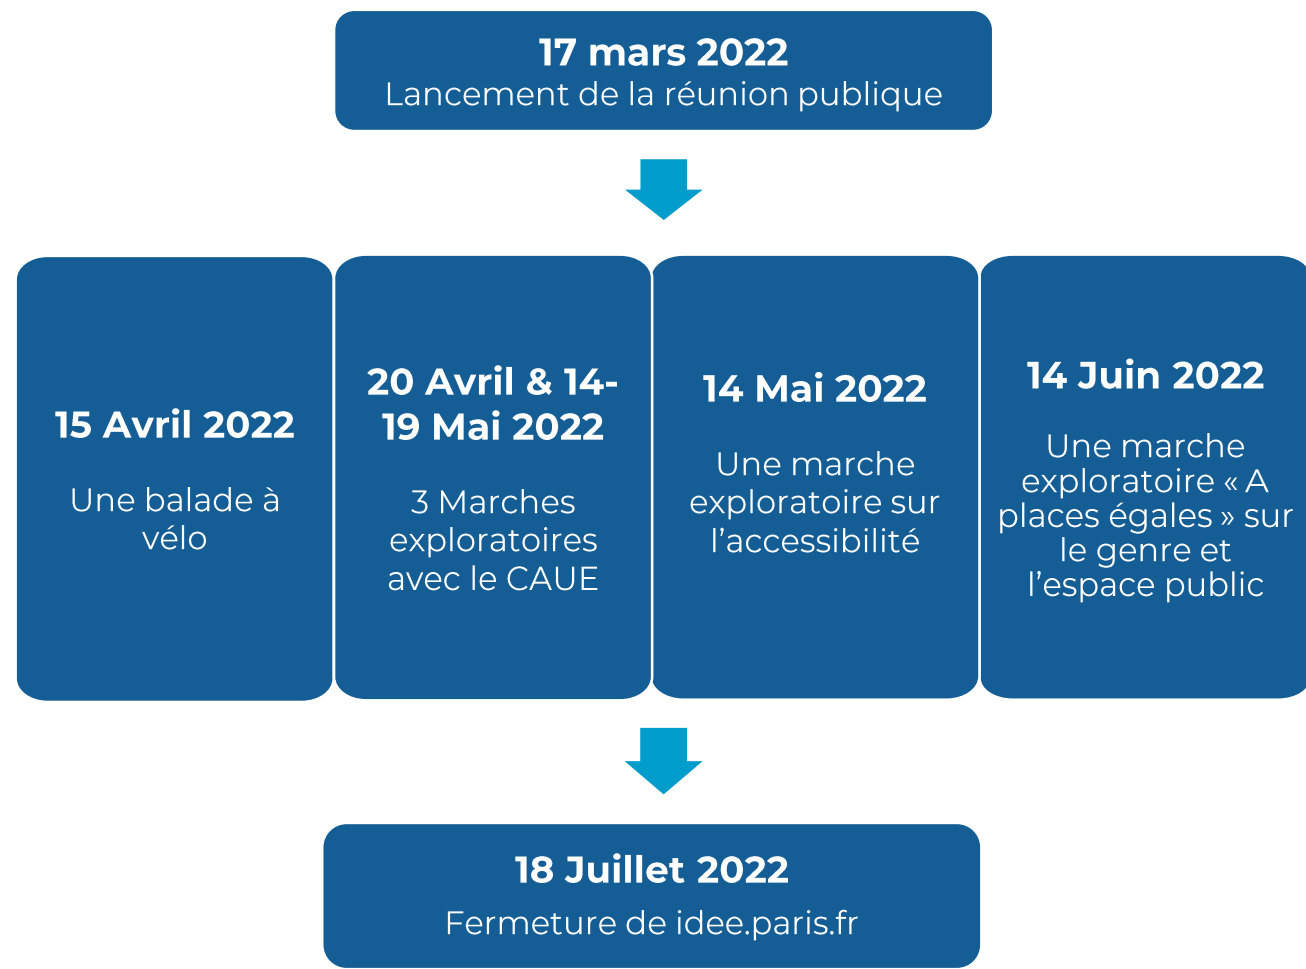 17 mars 2022
Lancement de la réunion publique
15 Avril 2022
Une balade à
vélo
20 Avril & 14-
19 Mai 2022
3 Marches
exploratoires
avec le CAUE
14 Mai 2022
Une marche
exploratoire sur
l’accessibilité
14 Juin 2022
Une marche
exploratoire « A
places égales » sur
le genre et
l’espace public
18 Juillet 2022
Fermeture de idee.paris.fr